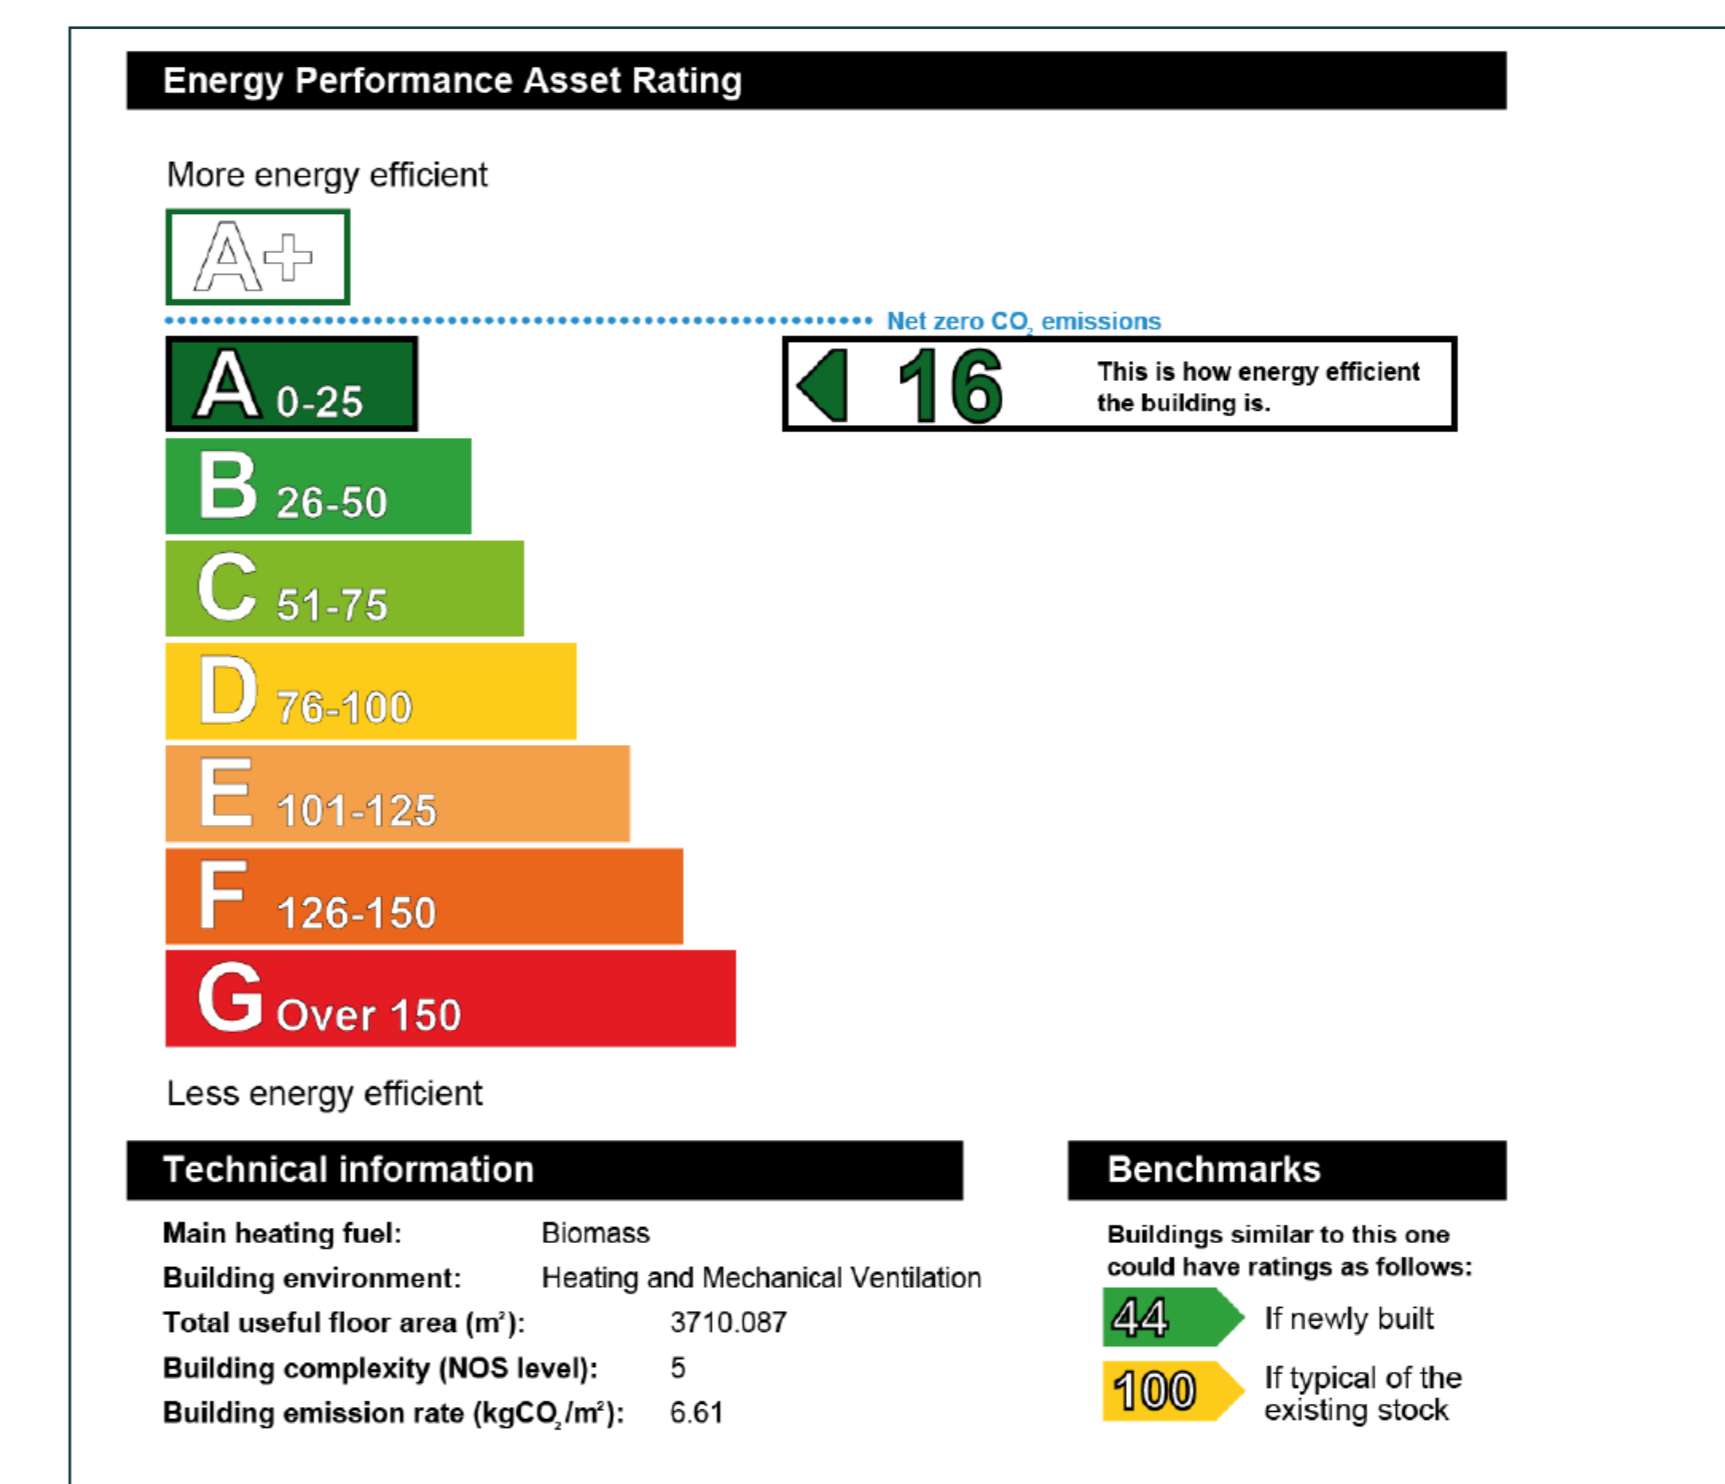 Energy Performance Asset Rating
More energy efficient
A+
Net zero CO₂ emissions
A 0-25
16 This is how energy efficient
the building is.
B 26-50
C 51-75
D 76-100
E 101-125
F 126-150
G Over 150
Less energy efficient
Technical information
Main heating fuel: Biomass
Building environment: Heating and Mechanical Ventilation
Total useful floor area (m²): 3710.087
Building complexity (NOS level): 5
Building emission rate (kgCO₂/m²): 6.61
Benchmarks
Buildings similar to this one
could have ratings as follows:
44 If newly built
100 If typical of the
existing stock